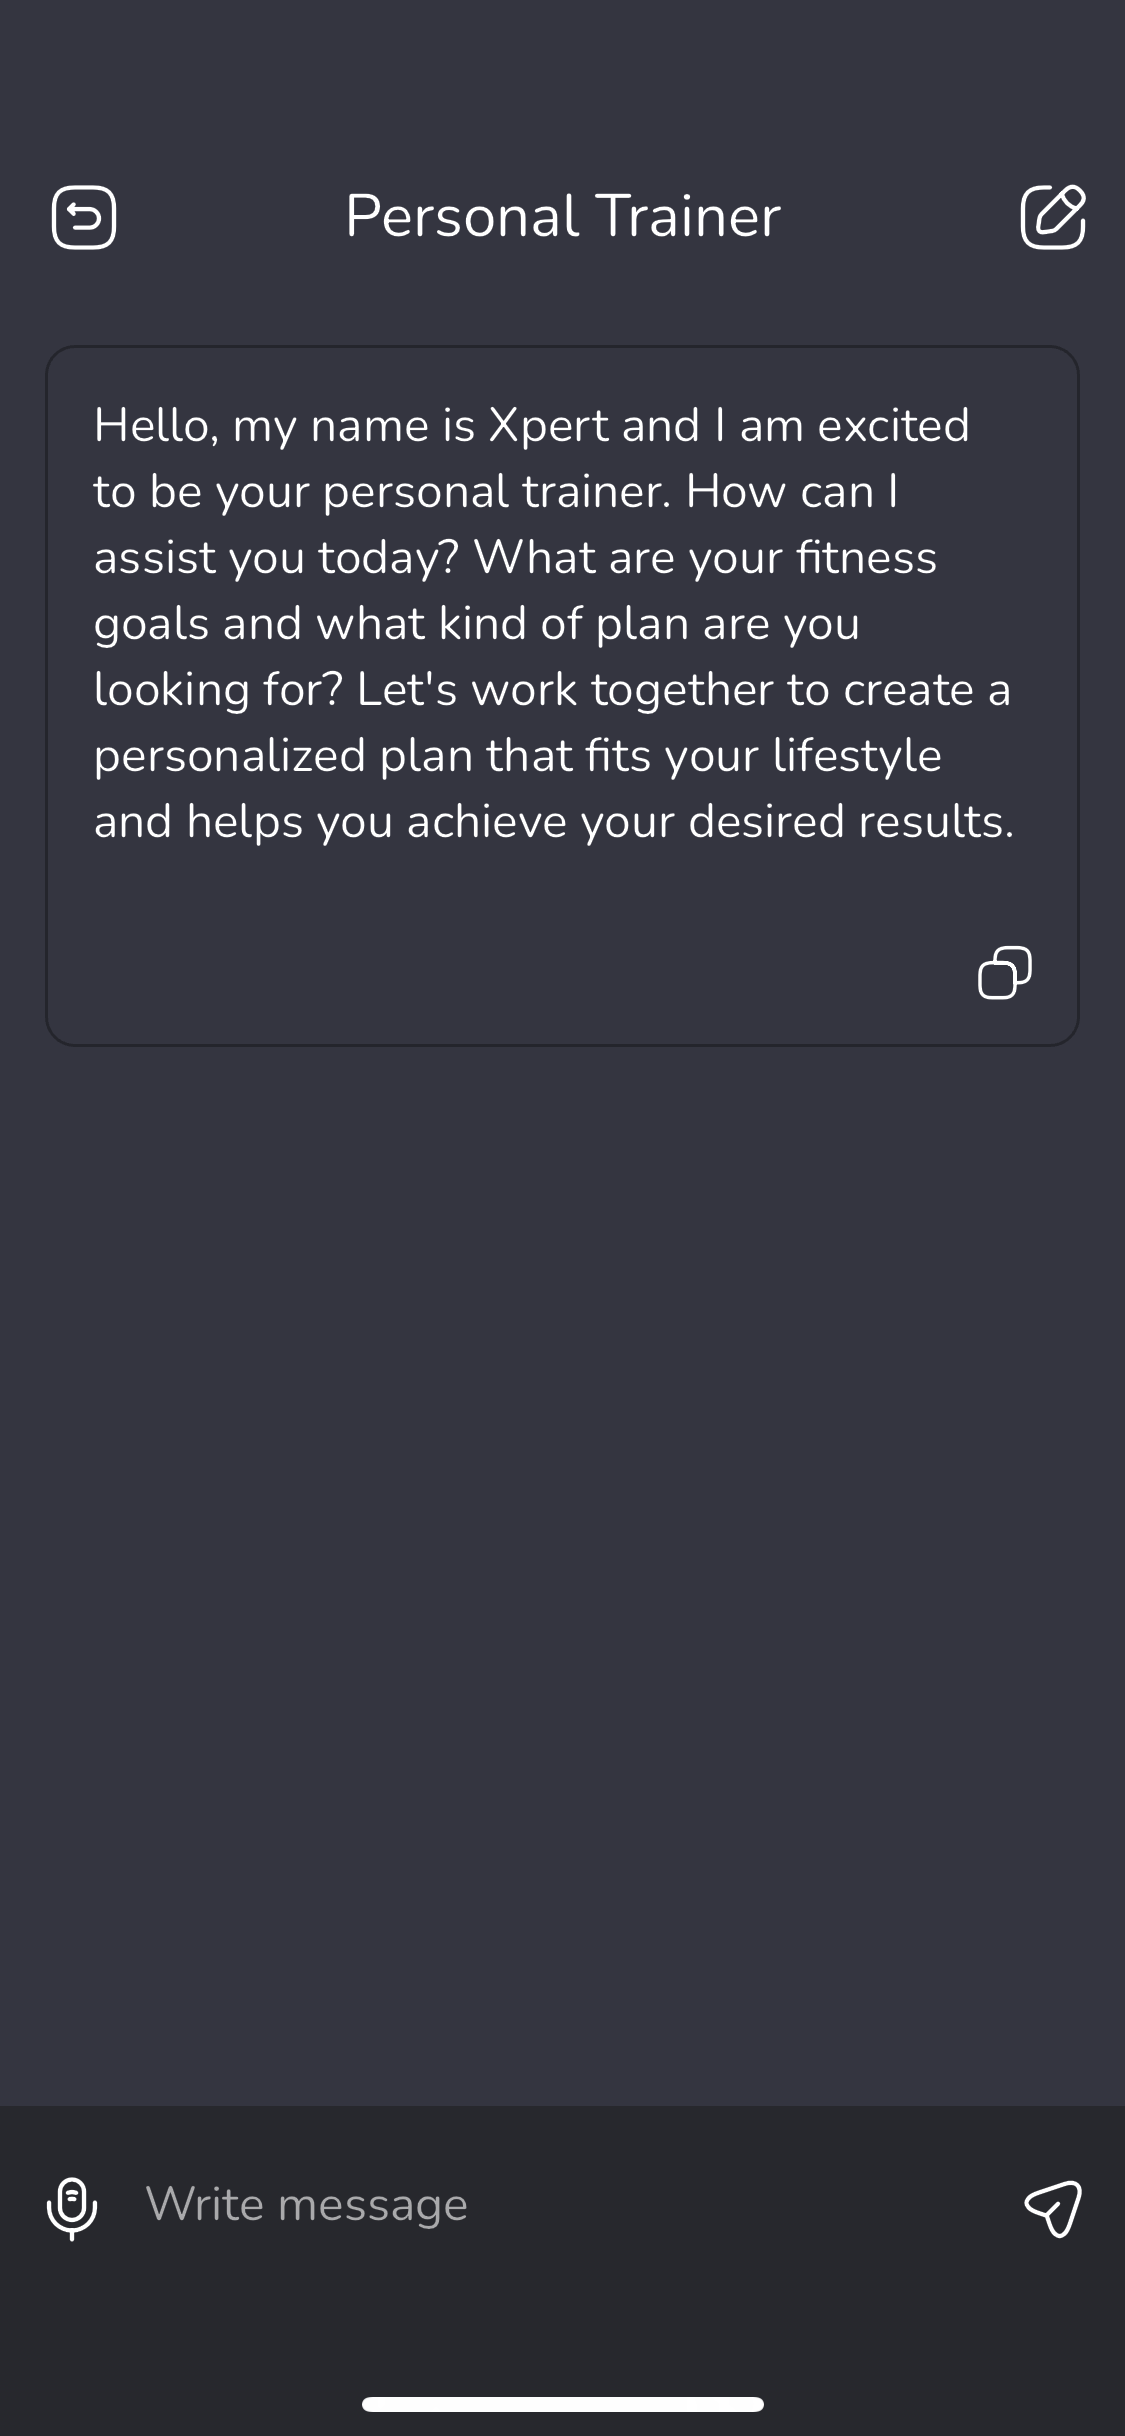 Personal Trainer
Hello, my name is Xpert and I am excited
to be your personal trainer. How can I
assist you today? What are your fitness
goals and what kind of plan are you
looking for? Let's work together to create a
personalized plan that fits your lifestyle
and helps you achieve your desired results.
Write message